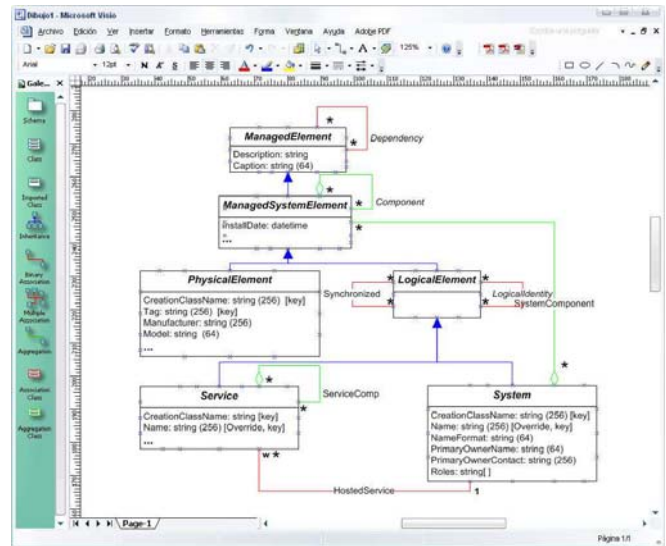 Dibujo1 - Microsoft Visio
Archivo Edición Ver Insertar Formato Herramientas Forma Ventana Ayuda Adobe PDF
125%
Arial 12pt N K S
Gale...
Schema
Class
Imported Class
Inheritance
Binary Association
Multiple Association
Aggregation
Association Class
Aggregation Class
ManagedElement
Description: string
Caption: string (64)
Dependency
ManagedSystemElement
InstallDate: datetime
...
Component
PhysicalElement
CreationClassName: string (256) [key]
Tag: string (256) [key]
Manufacturer: string (256)
Model: string (64)
...
Synchronized
LogicalElement
LogicalIdentity
SystemComponent
Service
CreationClassName: string [key]
Name: string (256) [Override, key]
...
ServiceComp
System
CreationClassName: string (256) [key]
Name: string (256) [Override, key]
NameFormat: string (64)
PrimaryOwnerName: string (64)
PrimaryOwnerContact: string (256)
Roles: string[ ]
w *
HostedService
1
Page-1
Página 1/1